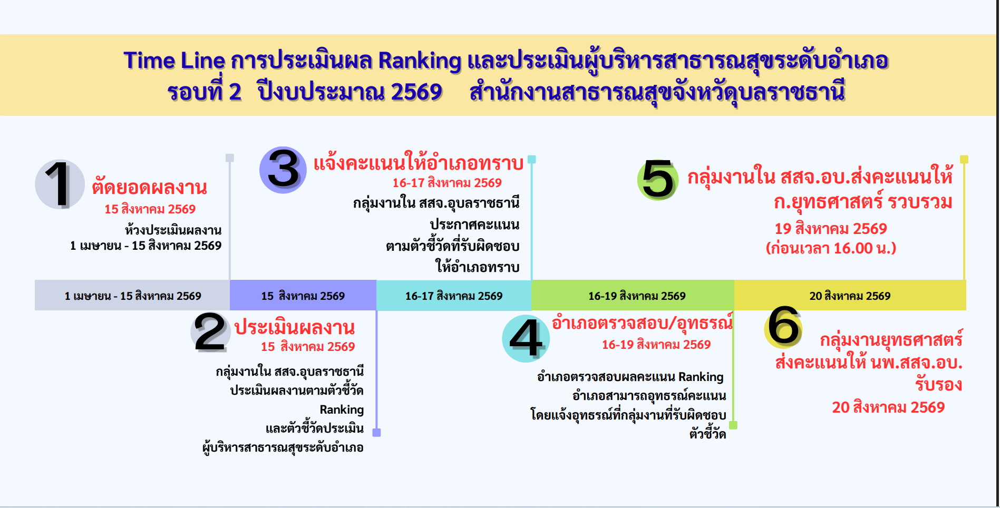 Time Line การประเมินผล Ranking และประเมินผู้บริหารสาธารณสุขระดับอำเภอ
รอบที่ 2 ปีงบประมาณ 2569 สำนักงานสาธารณสุขจังหวัดุบลราชธานี
1
ตัดยอดผลงาน
15 สิงหาคม 2569
ห้วงประเมินผลงาน
1 เมษายน - 15 สิงหาคม 2569
3
แจ้งคะแนนให้อำเภอทราบ
16-17 สิงหาคม 2569
กลุ่มงานใน สสจ.อุบลราชธานี
ประกาศคะแนน
ตามตัวชี้วัดที่รับผิดชอบ
ให้อำเภอทราบ
5
กลุ่มงานใน สสจ.อบ.ส่งคะแนนให้
ก.ยุทธศาสตร์ รวบรวม
19 สิงหาคม 2569
(ก่อนเวลา 16.00 น.)
1 เมษายน - 15 สิงหาคม 2569
15 สิงหาคม 2569
16-17 สิงหาคม 2569
16-19 สิงหาคม 2569
20 สิงหาคม 2569
2
ประเมินผลงาน
15 สิงหาคม 2569
กลุ่มงานใน สสจ.อุบลราชธานี
ประเมินผลงานตามตัวชี้วัด
Ranking
และตัวชี้วัดประเมิน
ผู้บริหารสาธารณสุขระดับอำเภอ
4
อำเภอตรวจสอบ/อุทธรณ์
16-19 สิงหาคม 2569
อำเภอตรวจสอบผลคะแนน Ranking
อำเภอสามารถอุทธรณ์คะแนน
โดยแจ้งอุทธรณ์ที่กลุ่มงานที่รับผิดชอบ
ตัวชี้วัด
6
กลุ่มงานยุทธศาสตร์
ส่งคะแนนให้ นพ.สสจ.อบ.
รับรอง
20 สิงหาคม 2569